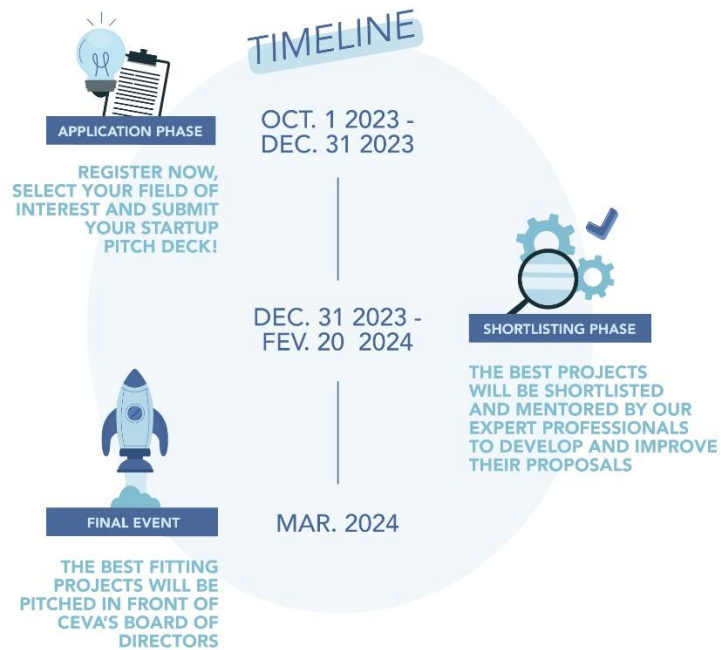 TIMELINE
APPLICATION PHASE
OCT. 1 2023 -
DEC. 31 2023
REGISTER NOW,
SELECT YOUR FIELD OF
INTEREST AND SUBMIT
YOUR STARTUP
PITCH DECK!
DEC. 31 2023 -
FEV. 20 2024
SHORTLISTING PHASE
THE BEST PROJECTS
WILL BE SHORTLISTED
AND MENTORED BY OUR
EXPERT PROFESSIONALS
TO DEVELOP AND IMPROVE
THEIR PROPOSALS
FINAL EVENT
MAR. 2024
THE BEST FITTING
PROJECTS WILL BE
PITCHED IN FRONT OF
CEVA'S BOARD OF
DIRECTORS